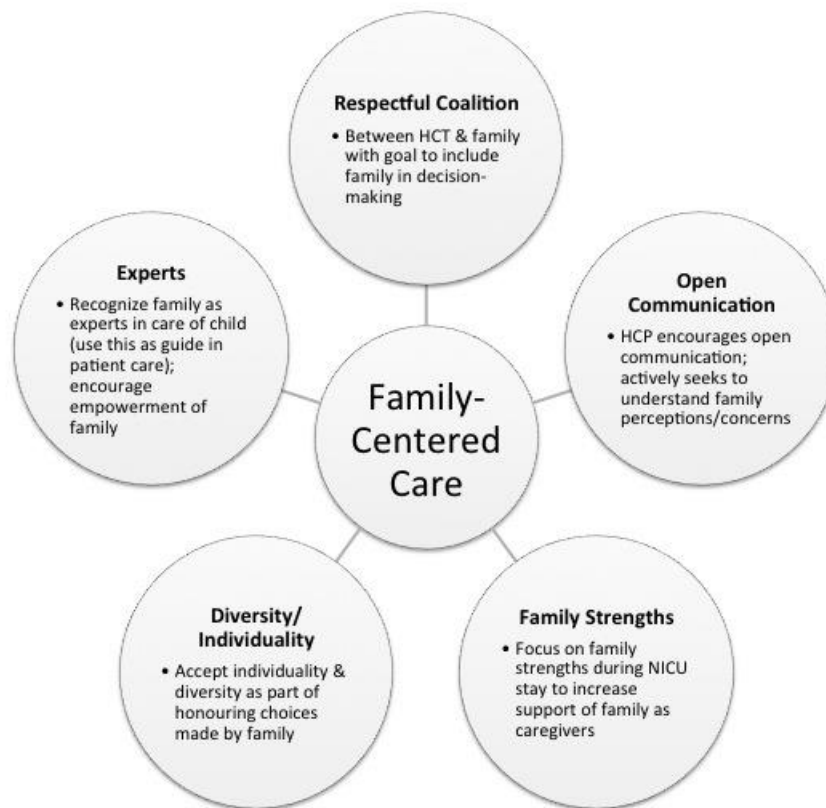 Respectful Coalition
• Between HCT & family
with goal to include
family in decision-
making
Experts
• Recognize family as
experts in care of child
(use this as guide in
patient care);
encourage
empowerment of
family
Open
Communication
• HCP encourages open
communication;
actively seeks to
understand family
perceptions/concerns
Family-
Centered
Care
Diversity/
Individuality
• Accept individuality &
diversity as part of
honouring choices
made by family
Family Strengths
• Focus on family
strengths during NICU
stay to increase
support of family as
caregivers